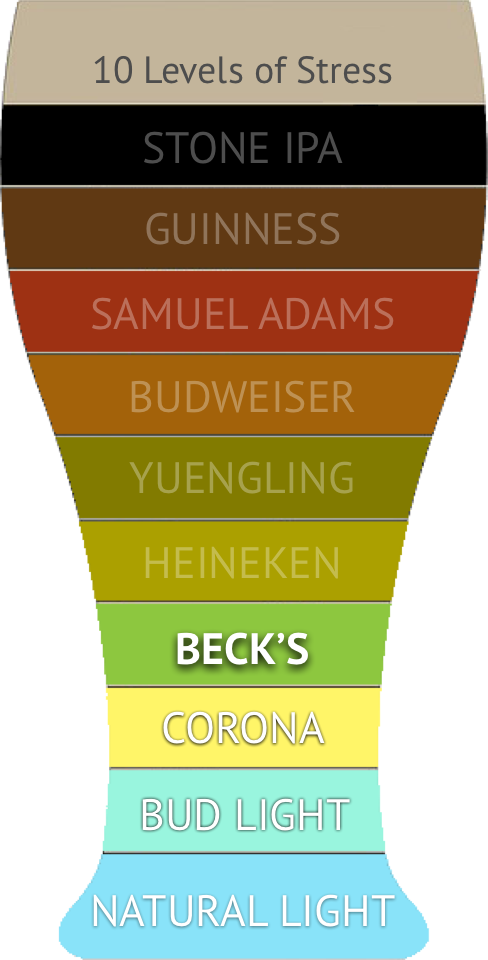 10 Levels of Stress
STONE IPA
GUINNESS
SAMUEL ADAMS
BUDWEISER
YUENGLING
HEINEKEN
BECK’S
CORONA
BUD LIGHT
NATURAL LIGHT